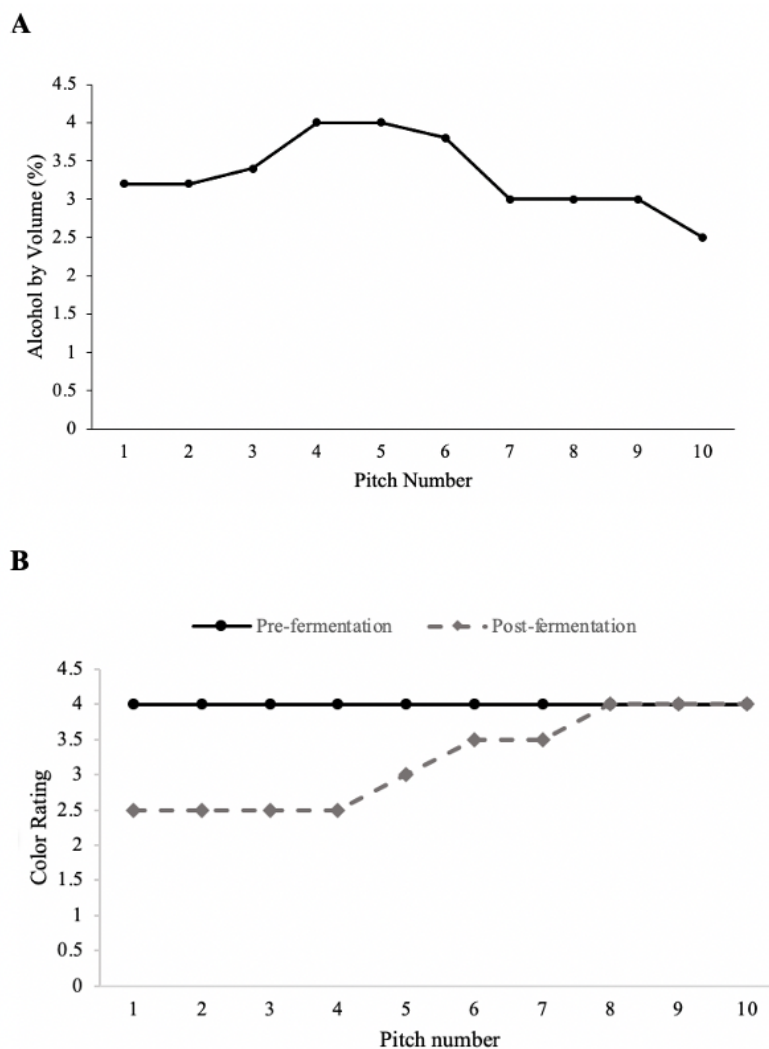 A
4.5
4
3.5
3
2.5
2
1.5
1
0.5
0
Alcohol by Volume (%)
1 2 3 4 5 6 7 8 9 10
Pitch Number
B
Pre-fermentation Post-fermentation
4.5
4
3.5
3
2.5
2
1.5
1
0.5
0
Color Rating
1 2 3 4 5 6 7 8 9 10
Pitch number